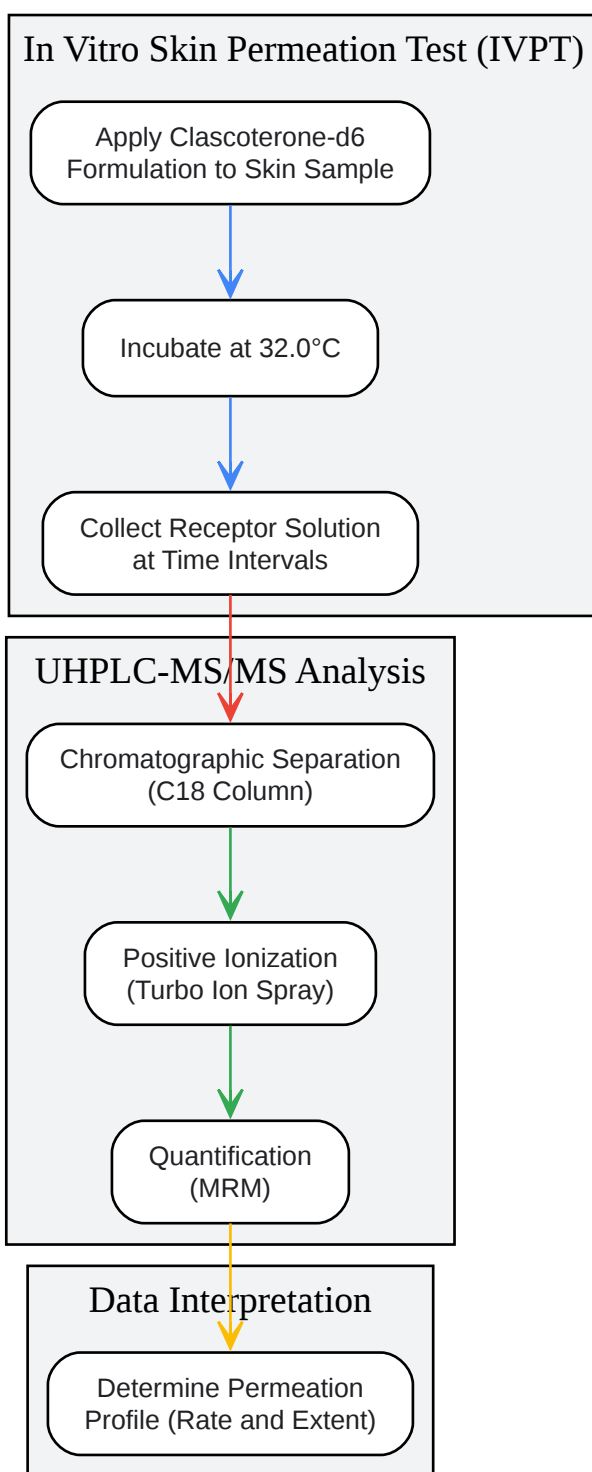 In Vitro Skin Permeation Test (IVPT)
Apply Clascoterone-d6
Formulation to Skin Sample
Incubate at 32.0°C
Collect Receptor Solution
at Time Intervals
UHPLC-MS/MS Analysis
Chromatographic Separation
(C18 Column)
Positive Ionization
(Turbo Ion Spray)
Quantification
(MRM)
Data Interpretation
Determine Permeation
Profile (Rate and Extent)